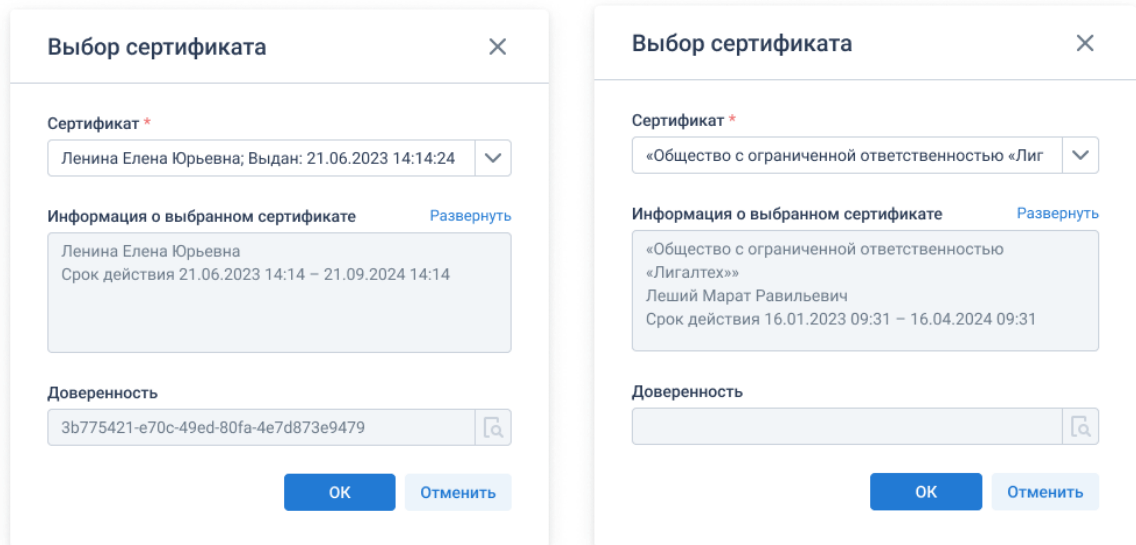 Выбор сертификата
Сертификат *
Ленина Елена Юрьевна; Выдан: 21.06.2023 14:14:24
Информация о выбранном сертификате
Развернуть
Ленина Елена Юрьевна
Срок действия 21.06.2023 14:14 – 21.09.2024 14:14
Доверенность
3b775421-e70c-49ed-80fa-4e7d873e9479
ОК
Отменить
Выбор сертификата
Сертификат *
«Общество с ограниченной ответственностью «Лиг
Информация о выбранном сертификате
Развернуть
«Общество с ограниченной ответственностью
«Лигалтех»»
Леший Марат Равильевич
Срок действия 16.01.2023 09:31 – 16.04.2024 09:31
Доверенность
ОК
Отменить